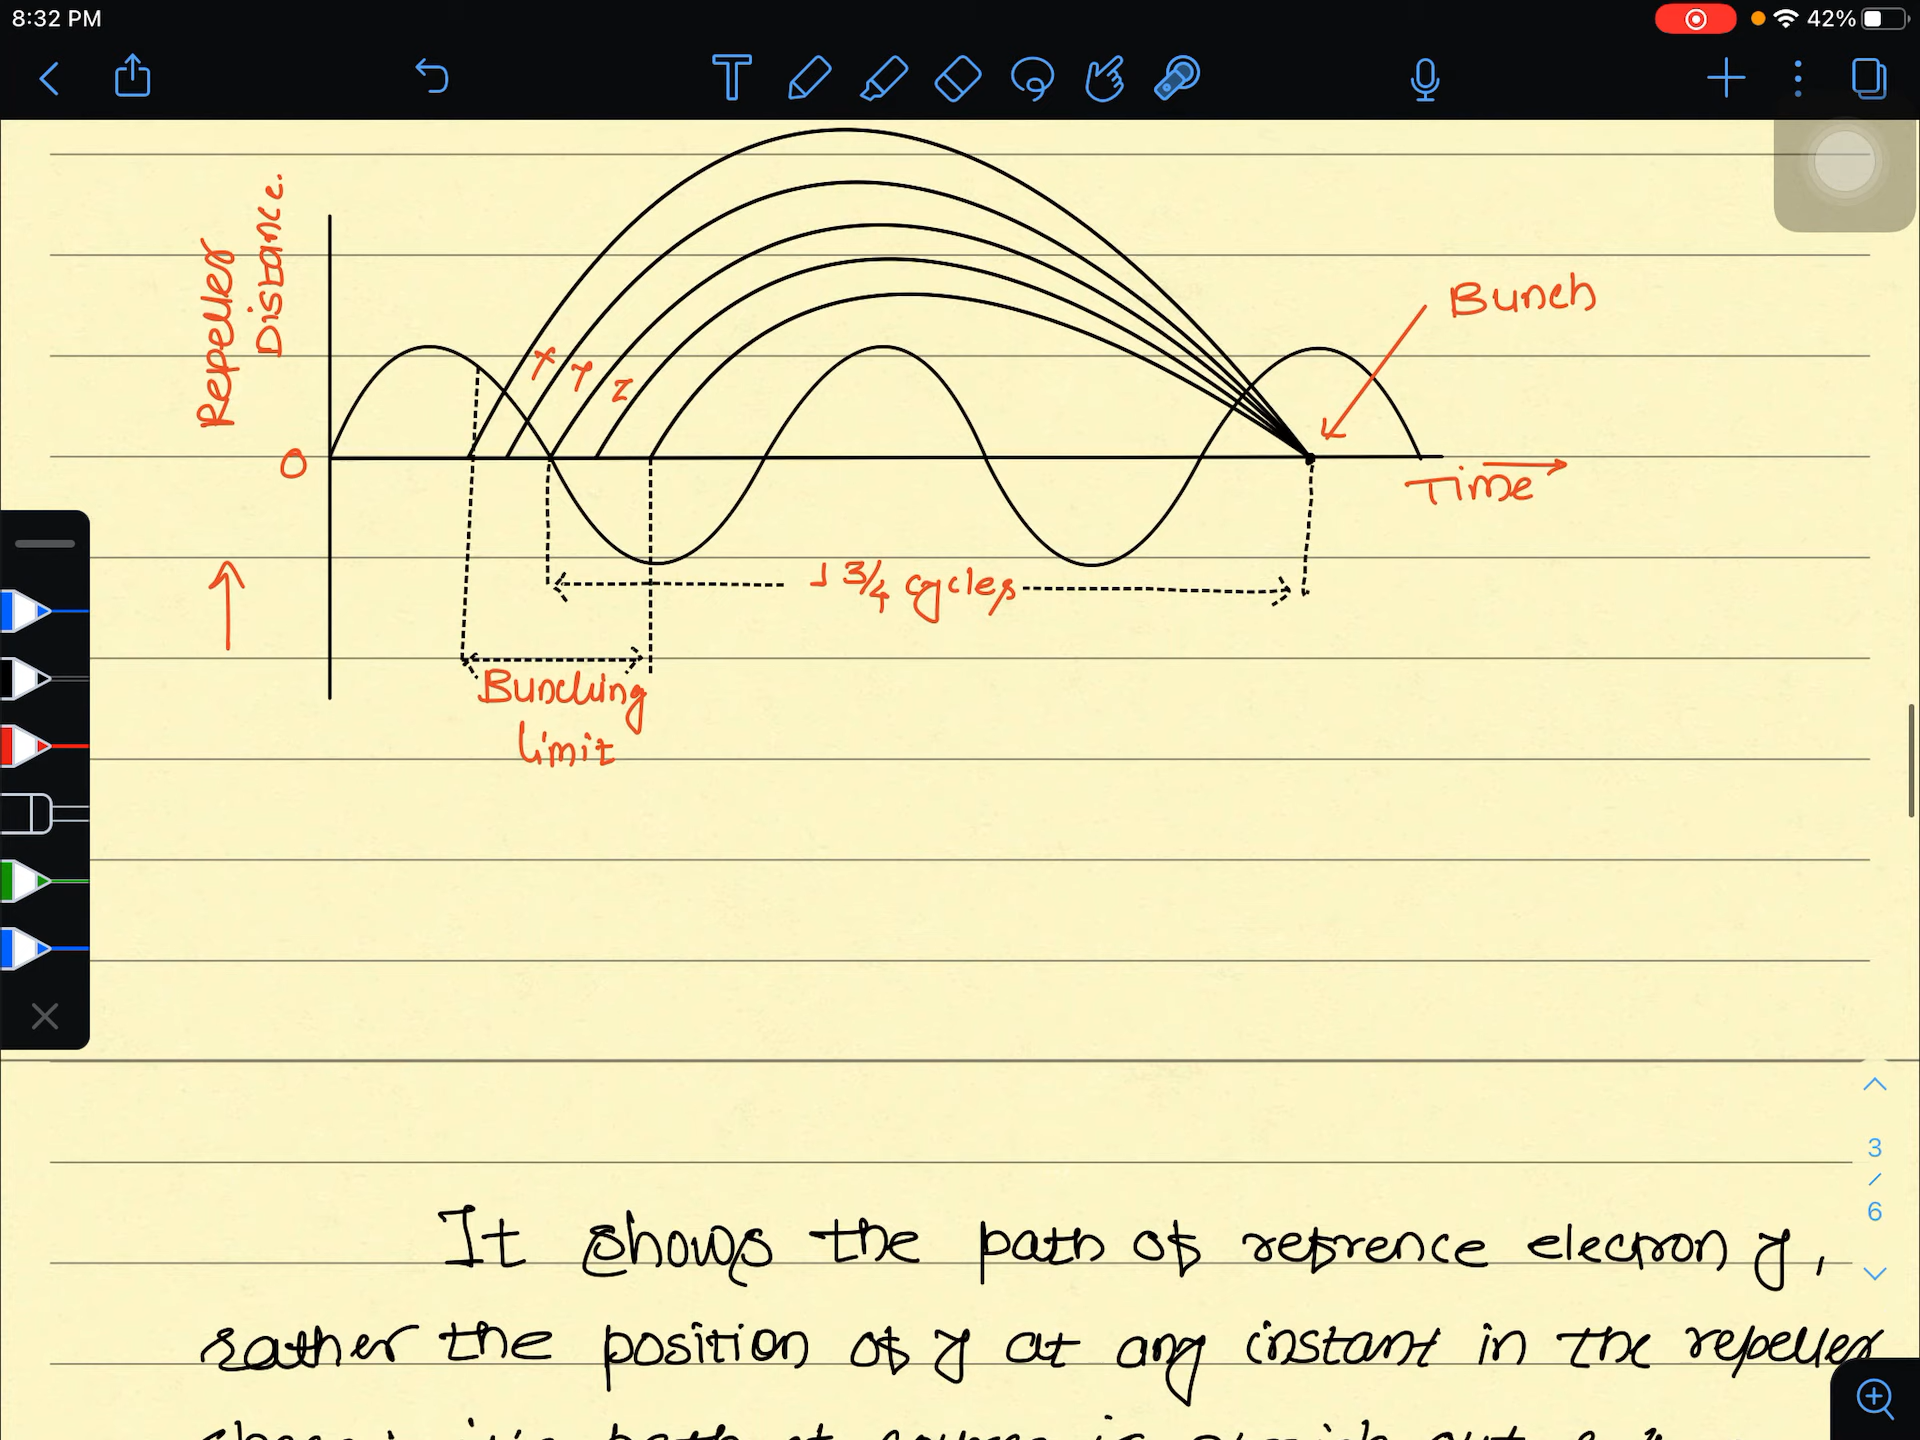 8:32 PM
42%
Repeller
Distance.
X
Y
Z
Bunch
0
Time
1 3/4 cycles
Bunching
limit
3
/
6
It shows the path of refrence electron y,
rather the position of y at any instant in the repeller